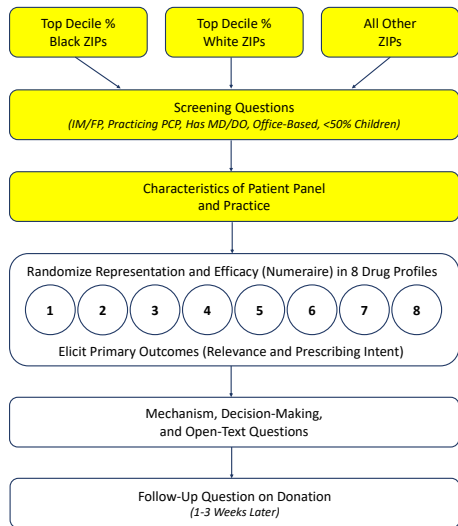 Top Decile %
Black ZIPs
Top Decile %
White ZIPs
All Other
ZIPs
Screening Questions
(IM/FP, Practicing PCP, Has MD/DO, Office-Based, <50% Children)
Characteristics of Patient Panel
and Practice
Randomize Representation and Efficacy (Numeraire) in 8 Drug Profiles
1 2 3 4 5 6 7 8
Elicit Primary Outcomes (Relevance and Prescribing Intent)
Mechanism, Decision-Making,
and Open-Text Questions
Follow-Up Question on Donation
(1-3 Weeks Later)